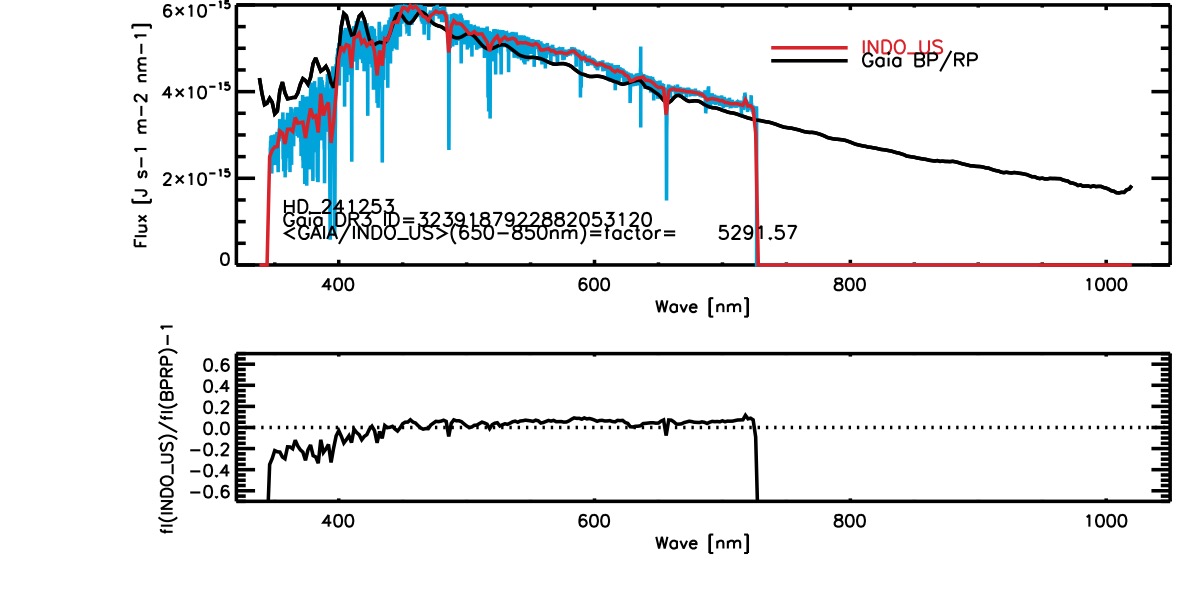 6×10−15
4×10−15
2×10−15
0
Flux [J s−1 m−2 nm−1]
INDO_US
Gaia BP/RP
HD_241253
Gaia DR3 ID=3239187922882053120
<GAIA/INDO_US>(650−850nm)=factor= 5291.57
400 600 800 1000
Wave [nm]
fl(INDO_US)/fl(BPRP)−1
0.6
0.4
0.2
0.0
−0.2
−0.4
−0.6
400 600 800 1000
Wave [nm]